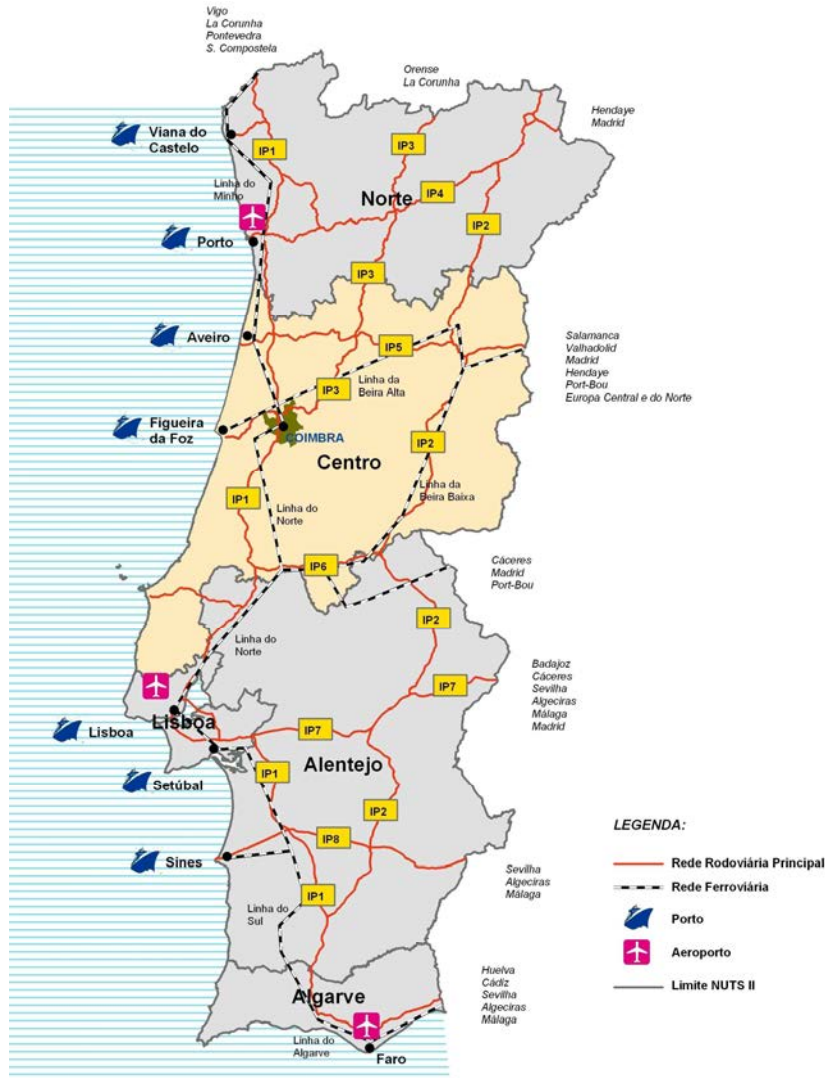 Vigo
La Corunha
Pontevedra
S. Compostela
Orense
La Corunha
Hendaye
Madrid
Viana do
Castelo
IP1
IP3
Linha do
Minho
Norte
IP4
IP2
Porto
IP3
Aveiro
IP5
Salamanca
Valhadolid
Madrid
Hendaye
Port-Bou
Europa Central e do Norte
IP3
Linha da
Beira Alta
Figueira
da Foz
COIMBRA
IP2
Centro
IP1
Linha da
Beira Baixa
Linha do
Norte
IP6
Cáceres
Madrid
Port-Bou
IP2
Linha do
Norte
Badajoz
Cáceres
Sevilha
Algeciras
Málaga
Madrid
IP7
Lisboa
Lisboa
IP7
Alentejo
IP1
Setúbal
IP2
IP8
Sines
Sevilha
Algeciras
Málaga
IP1
Linha do
Sul
Huelva
Cádiz
Sevilha
Algeciras
Málaga
Algarve
Linha do
Algarve
Faro
LEGENDA:
Rede Rodoviária Principal
Rede Ferroviária
Porto
Aeroporto
Limite NUTS II